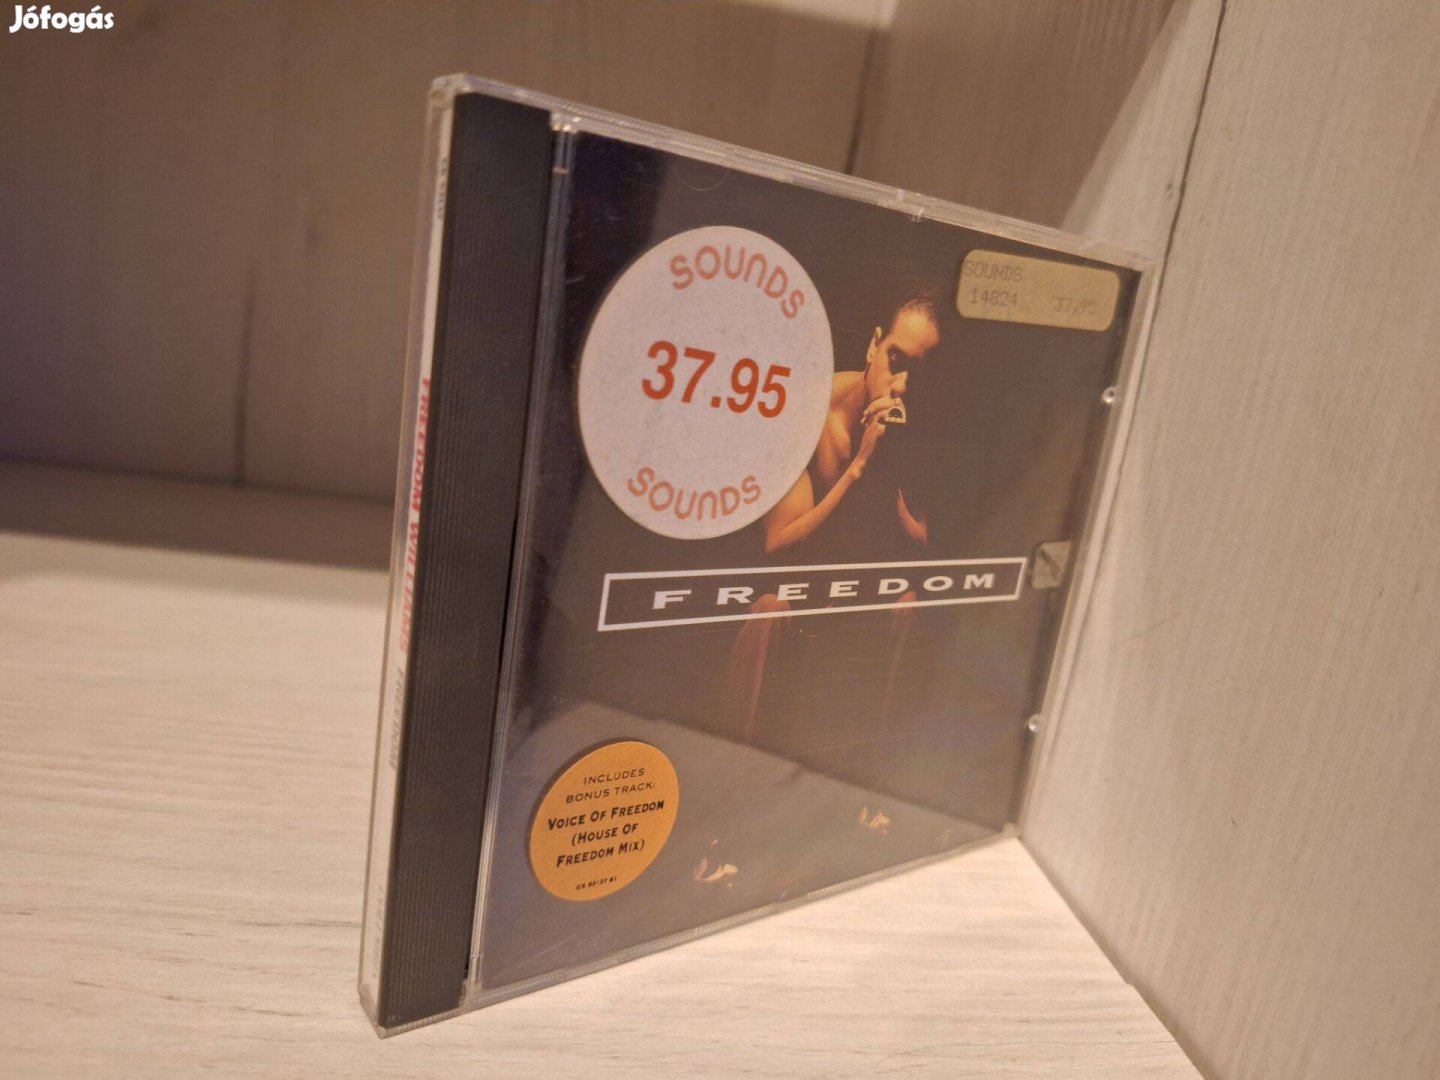 Jófogás
SOUNDS
37.95
SOUNDS
SOUNDS
14824 37,95
FREEDOM
FREEDOM WILLIAMS FREEDOM
INCLUDES
BONUS TRACK:
VOICE OF FREEDOM
(HOUSE OF
FREEDOM MIX)